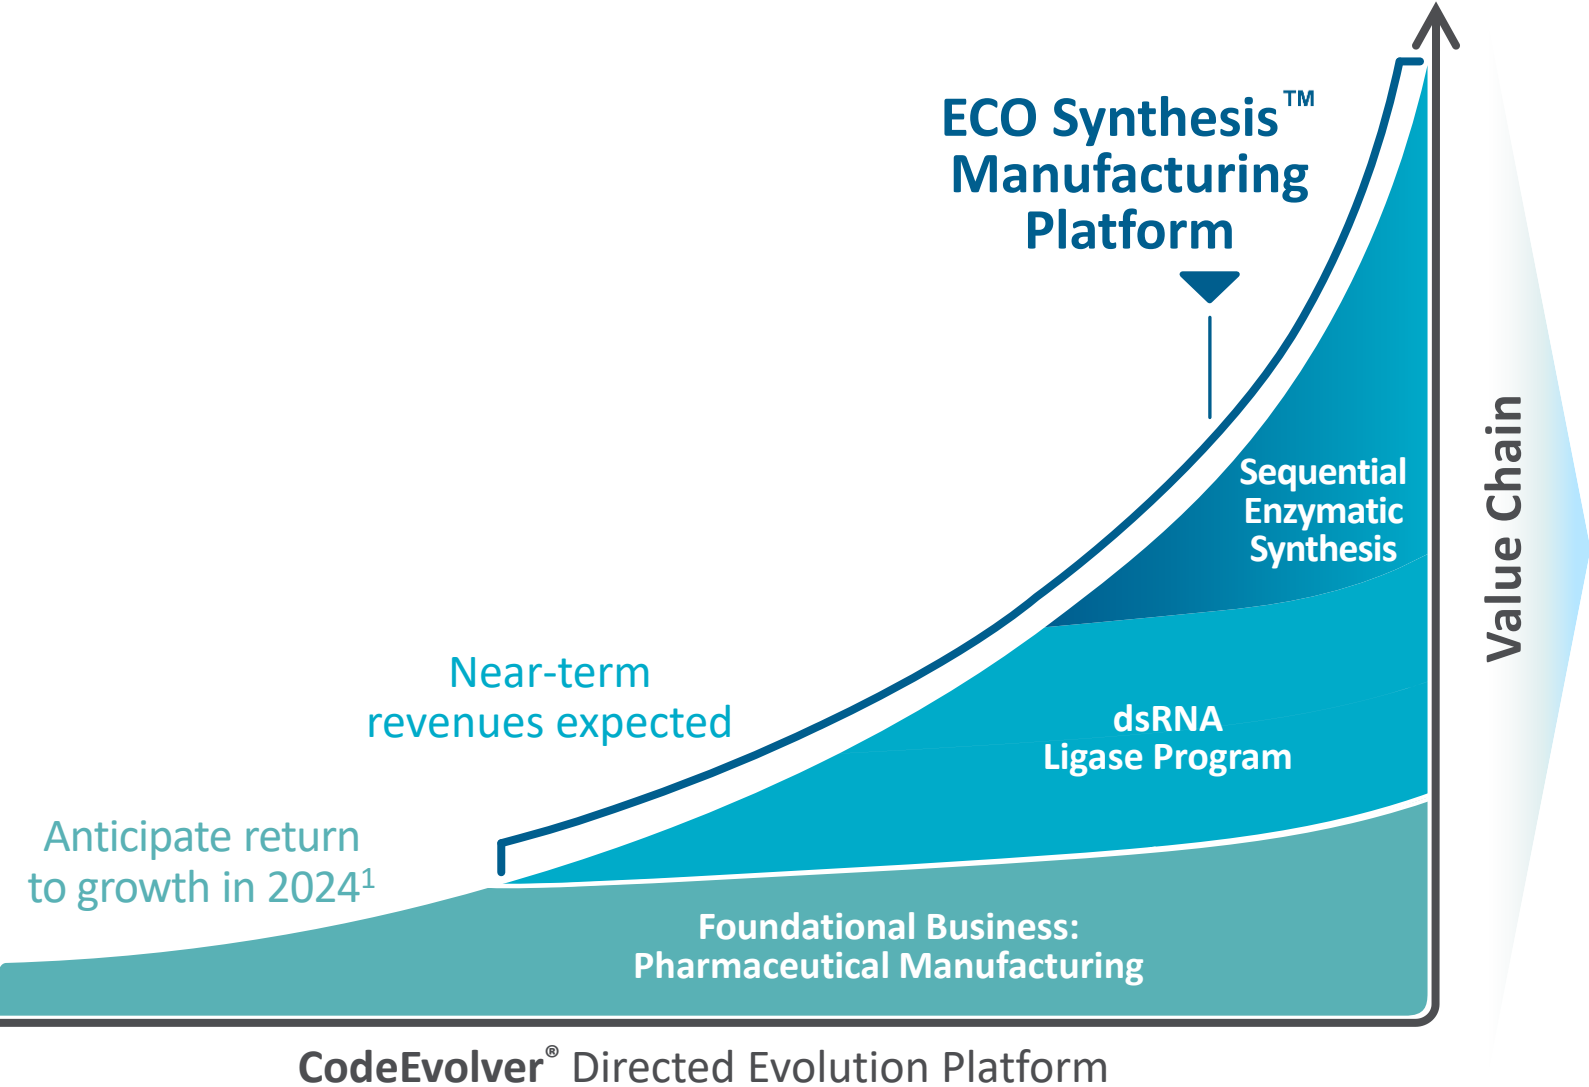 ECO Synthesis™
Manufacturing
Platform
Sequential
Enzymatic
Synthesis
Value Chain
Near-term
revenues expected
dsRNA
Ligase Program
Anticipate return
to growth in 2024¹
Foundational Business:
Pharmaceutical Manufacturing
CodeEvolver® Directed Evolution Platform